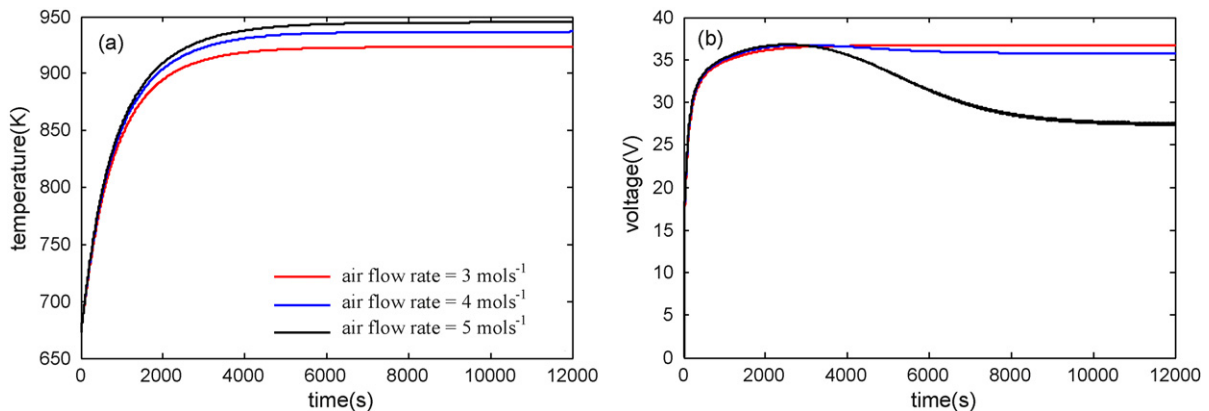 950
900
850
800
750
700
650
temperature(K)
(a)
air flow rate = 3 mols-1
air flow rate = 4 mols-1
air flow rate = 5 mols-1
0 2000 4000 6000 8000 10000 12000
time(s)
40
35
30
25
20
15
10
5
0
voltage(V)
(b)
0 2000 4000 6000 8000 10000 12000
time(s)